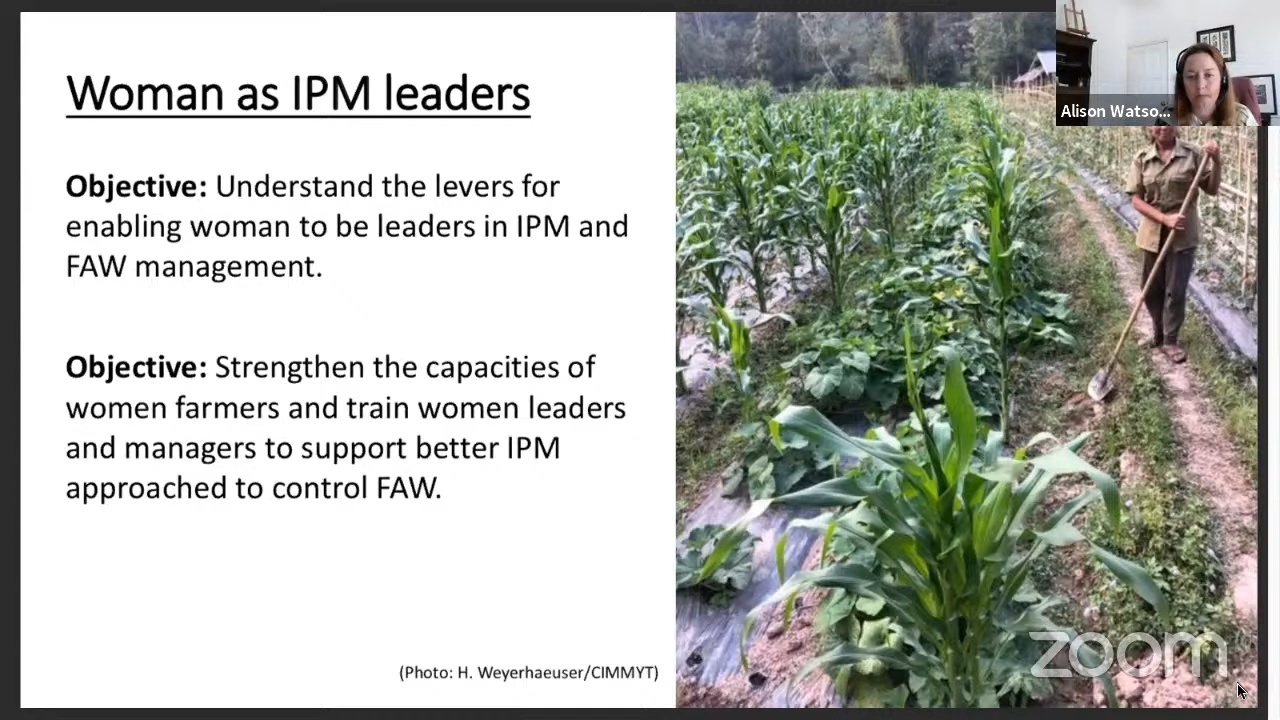 Woman as IPM leaders
Objective: Understand the levers for
enabling woman to be leaders in IPM and
FAW management.
Objective: Strengthen the capacities of
women farmers and train women leaders
and managers to support better IPM
approached to control FAW.
(Photo: H. Weyerhaeuser/CIMMYT)
Alison Watso...
zoom